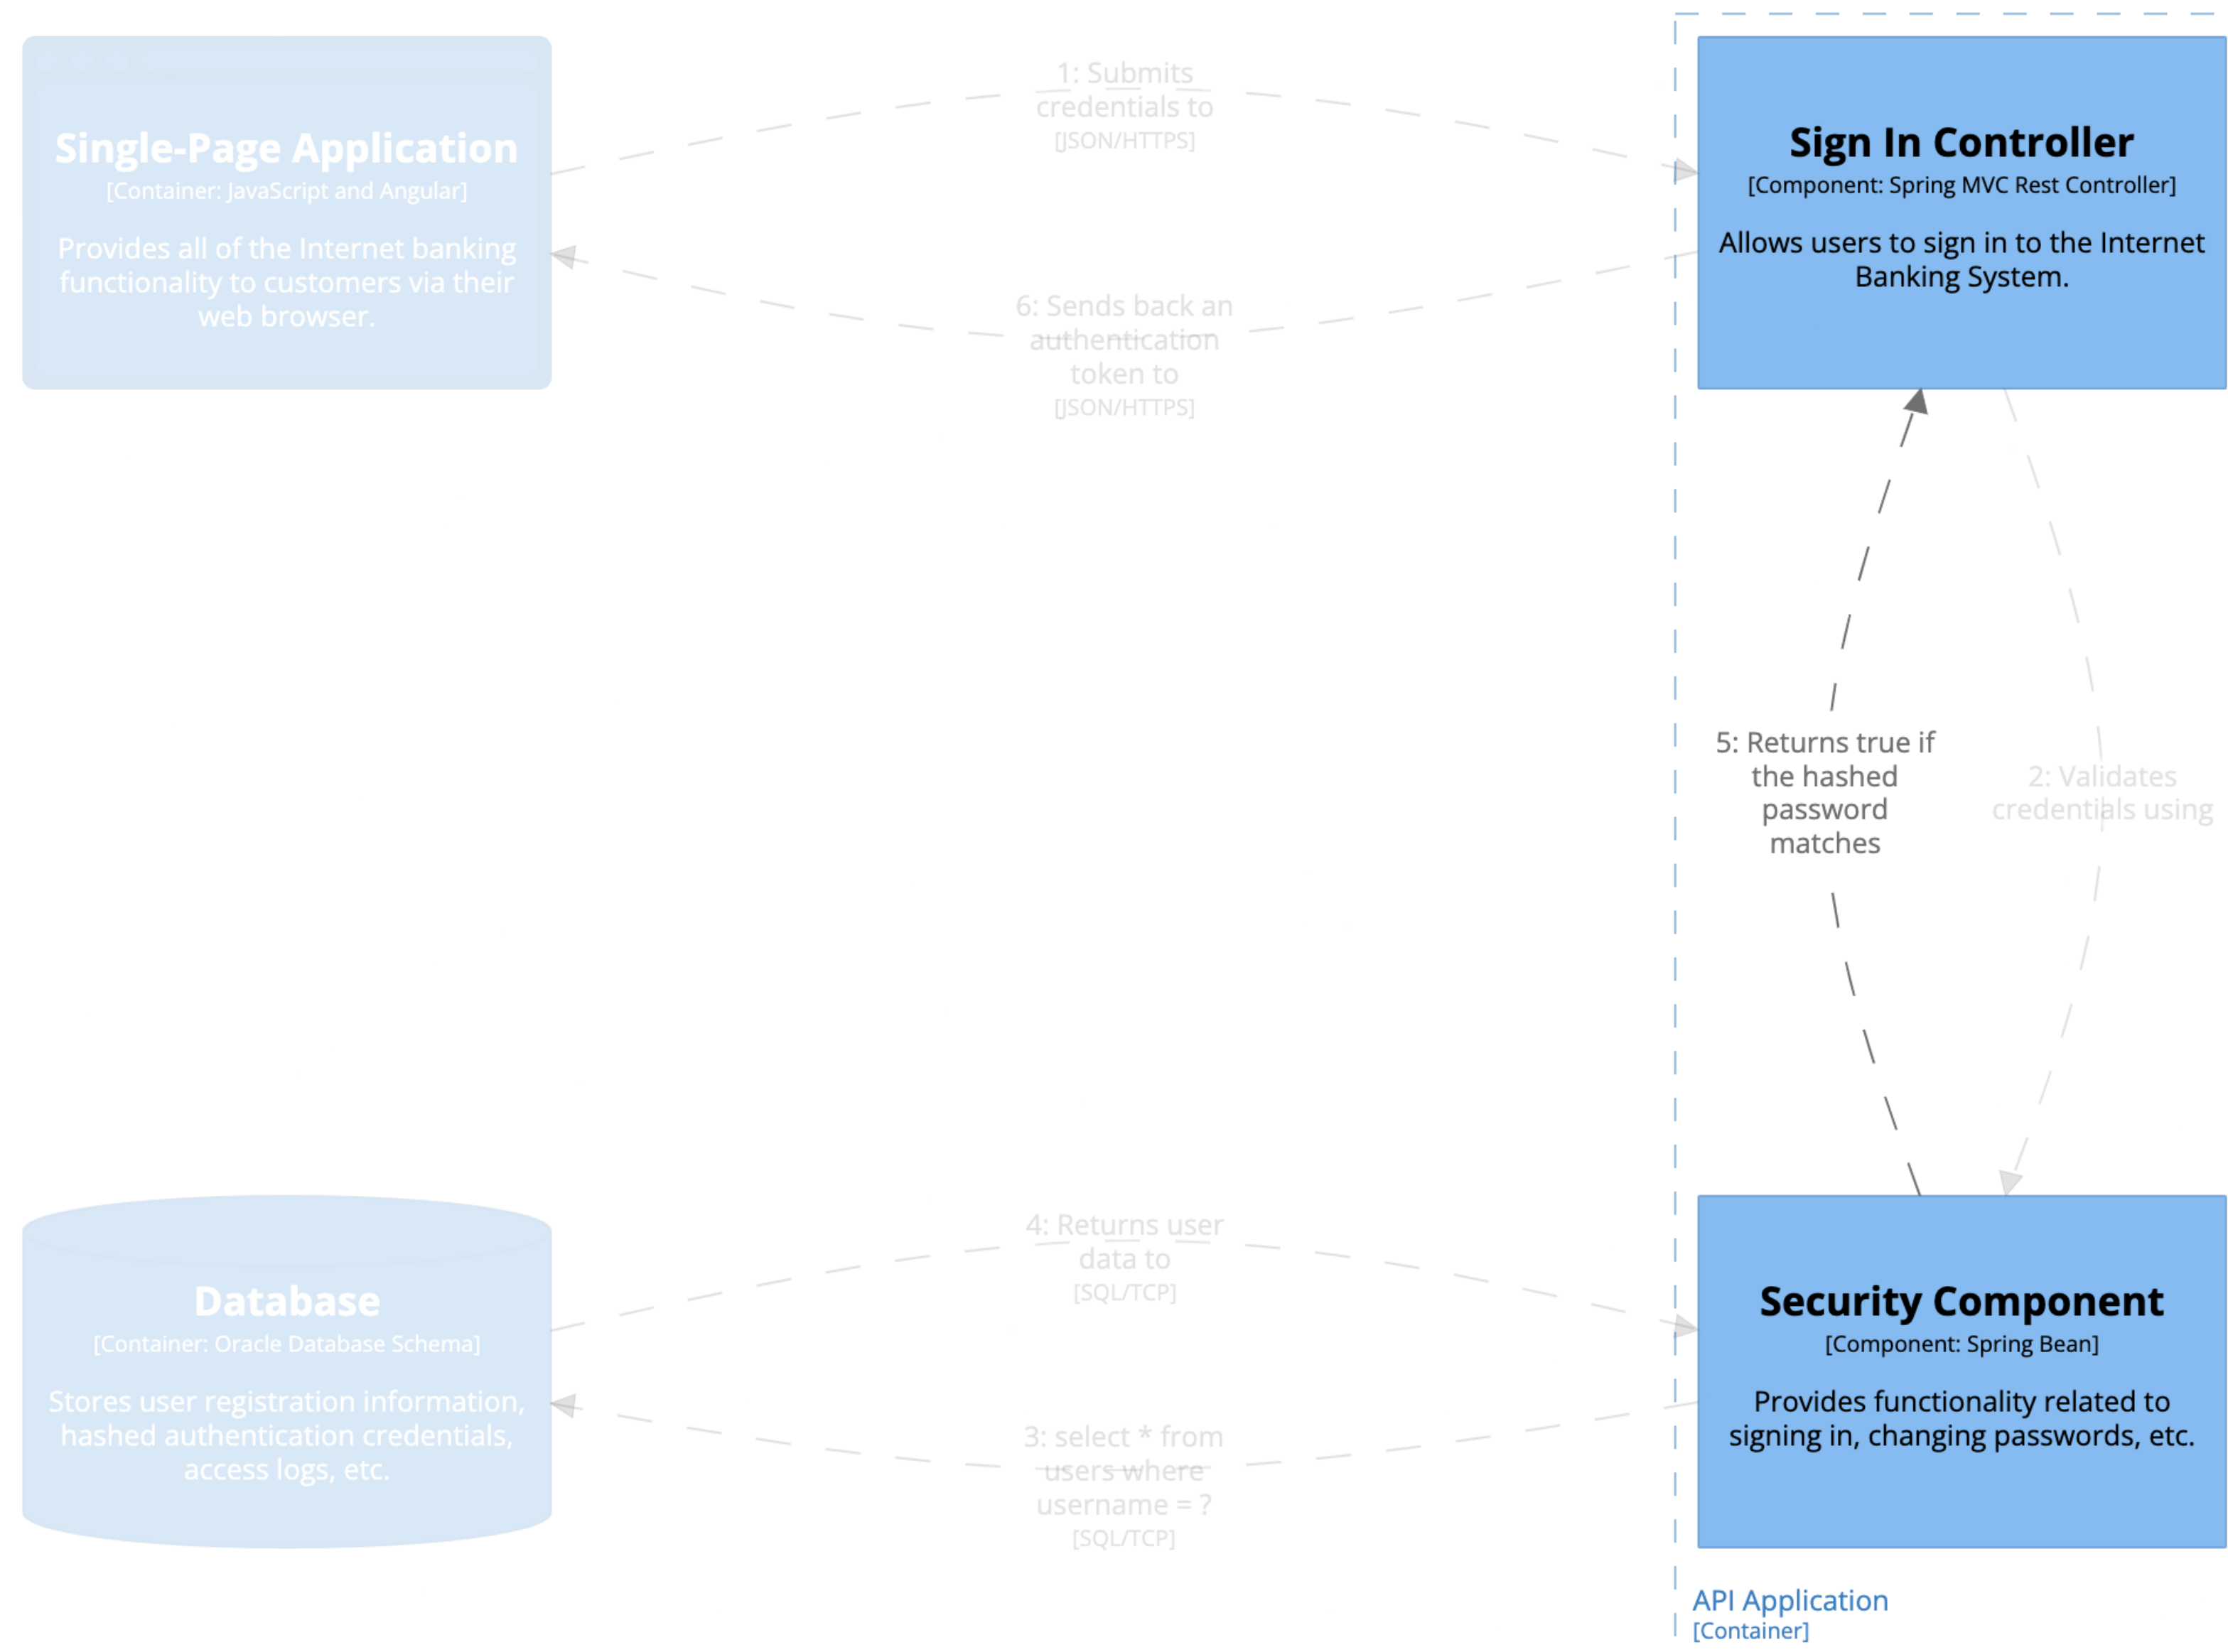 Single-Page Application
[Container: JavaScript and Angular]
Provides all of the Internet banking
functionality to customers via their
web browser.
1: Submits
credentials to
[JSON/HTTPS]
6: Sends back an
authentication
token to
[JSON/HTTPS]
Sign In Controller
[Component: Spring MVC Rest Controller]
Allows users to sign in to the Internet
Banking System.
5: Returns true if
the hashed
password
matches
2: Validates
credentials using
Database
[Container: Oracle Database Schema]
Stores user registration information,
hashed authentication credentials,
access logs, etc.
4: Returns user
data to
[SQL/TCP]
3: select * from
users where
username = ?
[SQL/TCP]
Security Component
[Component: Spring Bean]
Provides functionality related to
signing in, changing passwords, etc.
API Application
[Container]